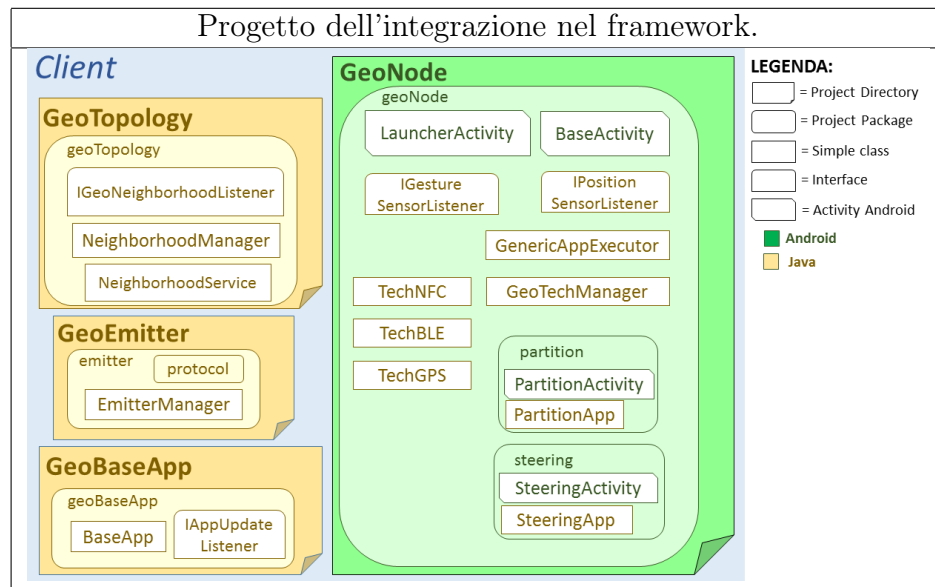 Progetto dell'integrazione nel framework.
Client
GeoTopology
geoTopology
IGeoNeighborhoodListener
NeighborhoodManager
NeighborhoodService
GeoEmitter
emitter
protocol
EmitterManager
GeoBaseApp
geoBaseApp
BaseApp
IAppUpdate
Listener
GeoNode
geoNode
LauncherActivity
BaseActivity
IGesture
SensorListener
IPosition
SensorListener
GenericAppExecutor
TechNFC
GeoTechManager
TechBLE
TechGPS
partition
PartitionActivity
PartitionApp
steering
SteeringActivity
SteeringApp
LEGENDA:
= Project Directory
= Project Package
= Simple class
= Interface
= Activity Android
Android
Java